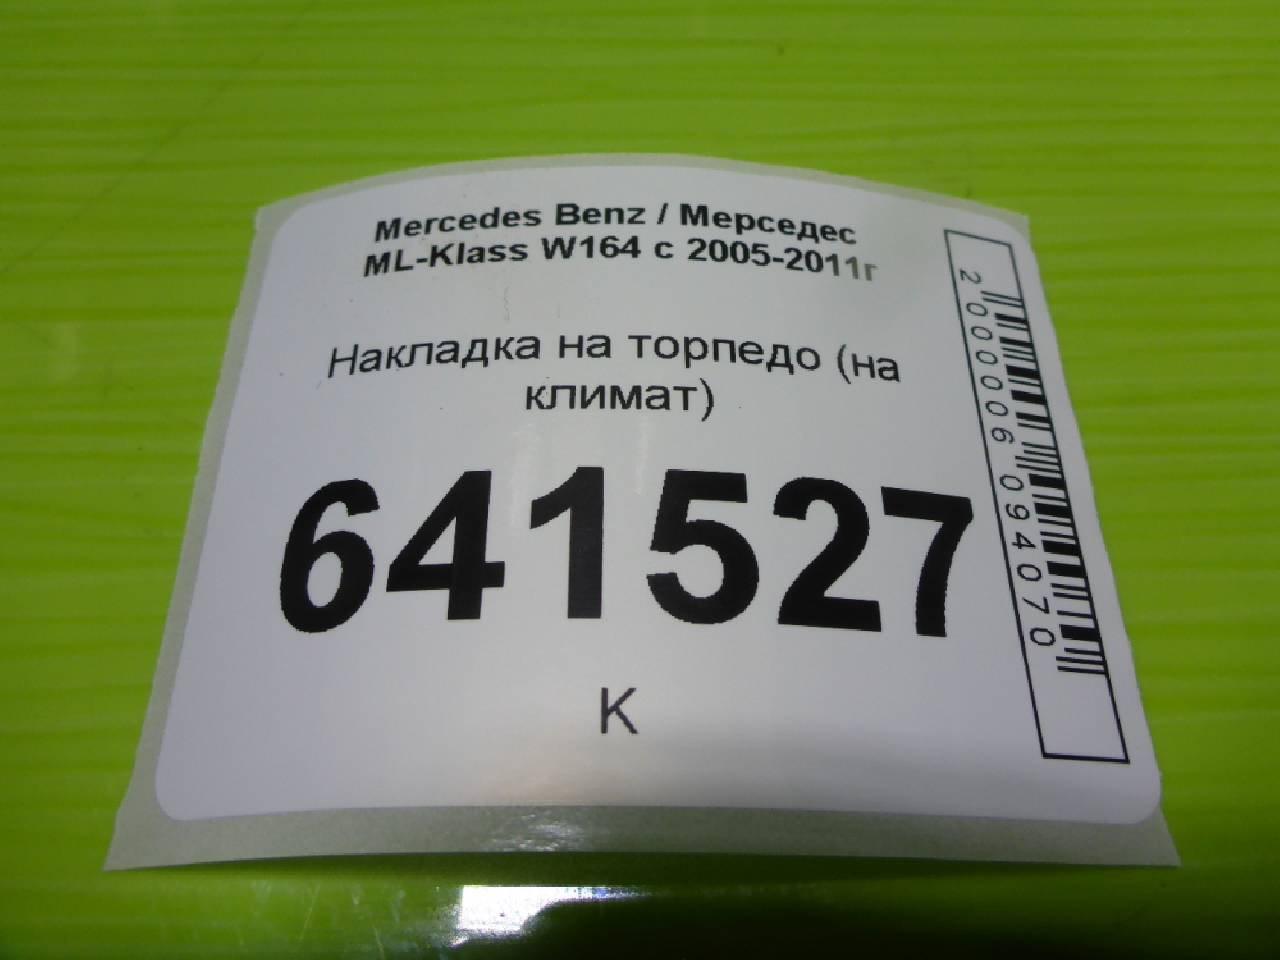 Mercedes Benz / Мерседес
ML-Klass W164 с 2005-2011г
Накладка на торпедо (на
климат)
641527
К
2000006094070